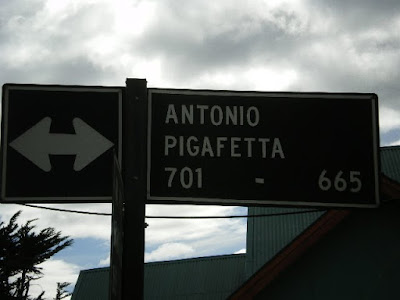 ANTONIO
PIGAFETTA
701 - 665